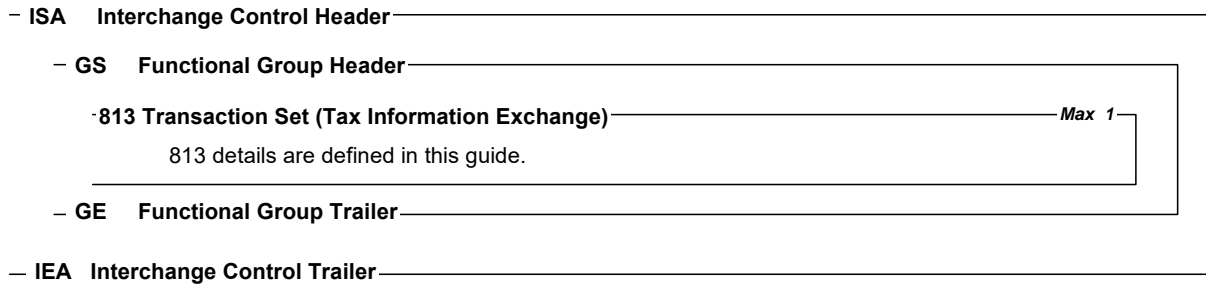 ISA Interchange Control Header
GS Functional Group Header
813 Transaction Set (Tax Information Exchange) Max 1
813 details are defined in this guide.
GE Functional Group Trailer
IEA Interchange Control Trailer